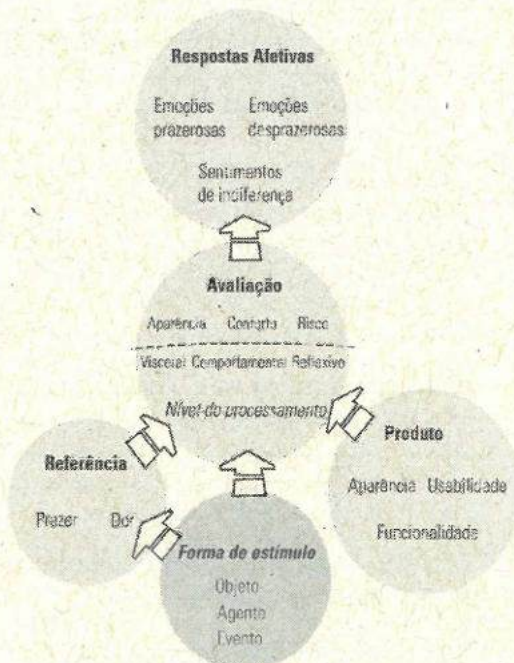 Respostas Afetivas
Emoções prazerosas
Emoções desprazerosas
Sentimentos
de indiferença
Avaliação
Aparência Conforto Risco
Visceral Comportamental Reflexivo
Nível do processamento
Referência
Prazer Dor
Produto
Aparência Usabilidade
Funcionalidade
Forma de estímulo
Objeto
Agente
Evento